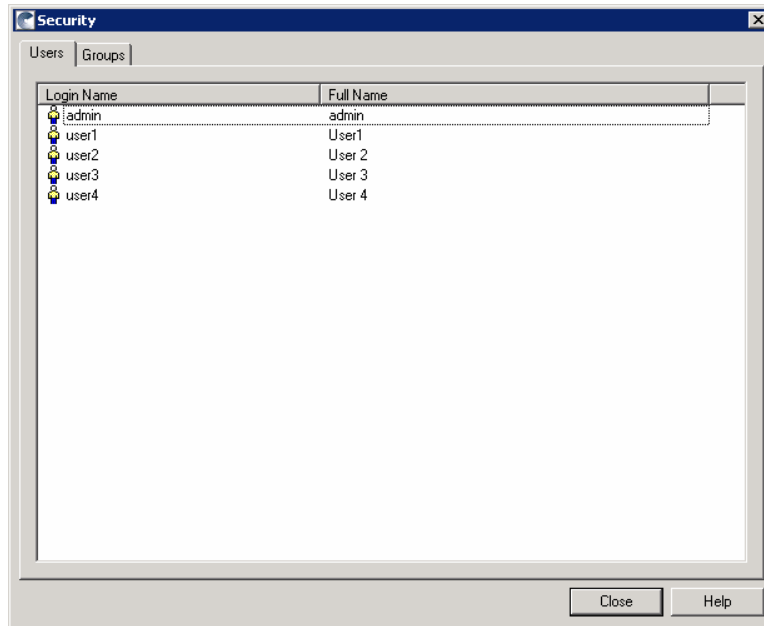 Security
Users Groups
Login Name Full Name
admin admin
user1 User1
user2 User 2
user3 User 3
user4 User 4
Close Help